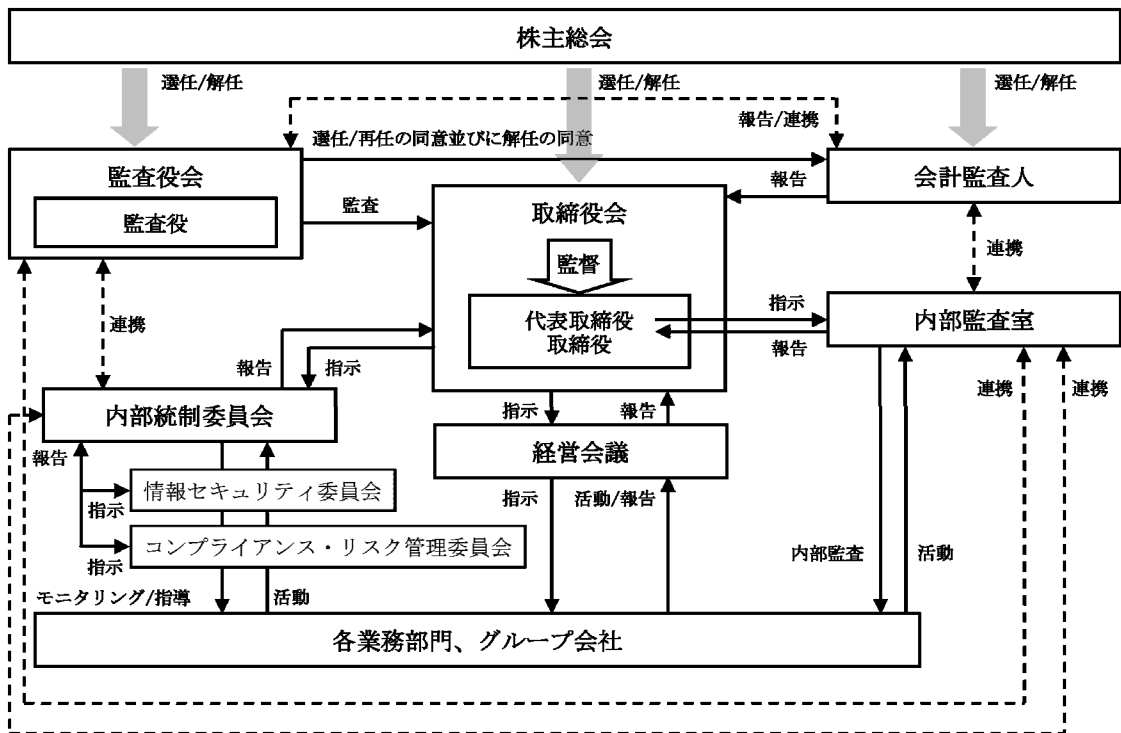 株主総会
選任/解任
選任/解任
選任/解任
報告/連携
選任/再任の同意並びに解任の同意
監査役会
監査役
監査
取締役会
監督
代表取締役
取締役
会計監査人
報告
連携
指示
報告
内部監査室
連携
報告
指示
連携
連携
内部統制委員会
指示
報告
経営会議
報告
情報セキュリティ委員会
指示
コンプライアンス・リスク管理委員会
指示
指示
活動/報告
内部監査
活動
モニタリング/指導
活動
各業務部門、グループ会社